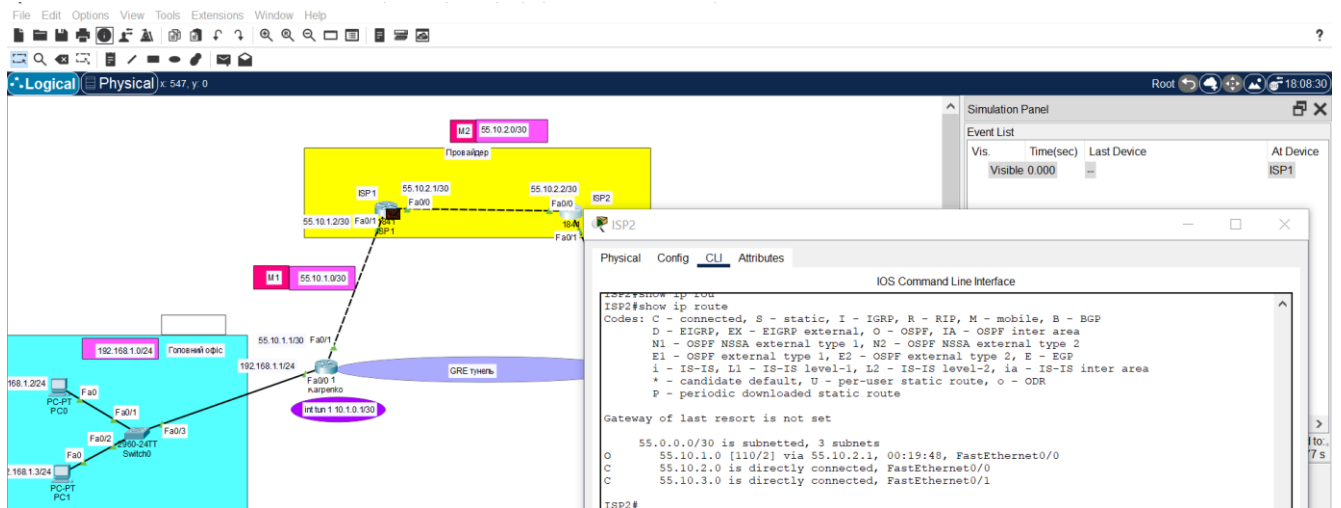 File Edit Options View Tools Extensions Window Help
?
Logical Physical x: 547, y: 0
Root 18:08:30
Simulation Panel
Event List
Vis. Time(sec) Last Device At Device
Visible 0.000 -- ISP1
M2 55.10.2.0/30
Провайдер
ISP1 55.10.2.1/30 55.10.2.2/30 ISP2
Fa0/0 Fa0/0
55.10.1.2/30 Fa0/1 1841
ISP1
Fa0/1
M1 55.10.1.0/30
192.168.1.0/24 Головний офіс
55.10.1.1/30 Fa0/1
192.168.1.1/24
Fa0/0 1
GRE тунель
int tun 1 10.1.0.1/30
168.1.2/24
PC-PT
PC0
Fa0
Fa0/1
Fa0/2 Fa0/3
2960-24TT
Switch0
Fa0
.168.1.3/24
PC-PT
PC1
ISP2
Physical Config CLI Attributes
IOS Command Line Interface
ISP2#show ip rou
ISP2#show ip route
Codes: C - connected, S - static, I - IGRP, R - RIP, M - mobile, B - BGP
D - EIGRP, EX - EIGRP external, O - OSPF, IA - OSPF inter area
N1 - OSPF NSSA external type 1, N2 - OSPF NSSA external type 2
E1 - OSPF external type 1, E2 - OSPF external type 2, E - EGP
i - IS-IS, L1 - IS-IS level-1, L2 - IS-IS level-2, ia - IS-IS inter area
* - candidate default, U - per-user static route, o - ODR
P - periodic downloaded static route
Gateway of last resort is not set
55.0.0.0/30 is subnetted, 3 subnets
O 55.10.1.0 [110/2] via 55.10.2.1, 00:19:48, FastEthernet0/0
C 55.10.2.0 is directly connected, FastEthernet0/0
C 55.10.3.0 is directly connected, FastEthernet0/1
ISP2#